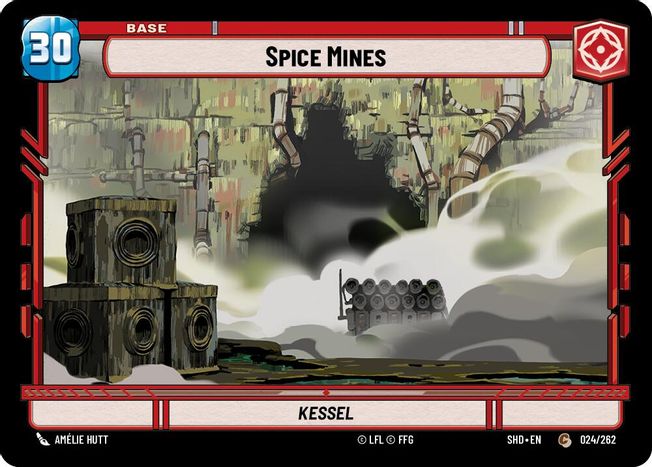 BASE
30
SPICE MINES
KESSEL
AMÉLIE HUTT
© LFL © FFG
SHD • EN
C
024/262